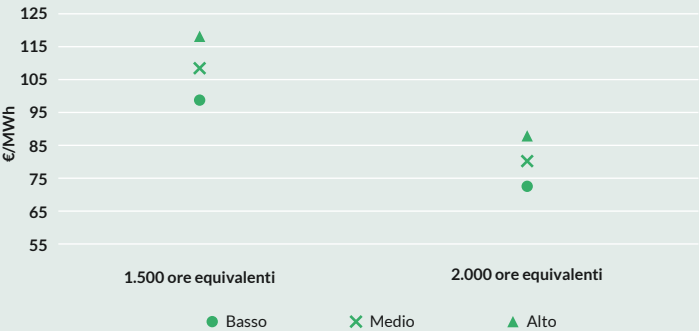 125
115
105
95
85
75
65
55
€/MWh
1.500 ore equivalenti
2.000 ore equivalenti
Basso
Medio
Alto